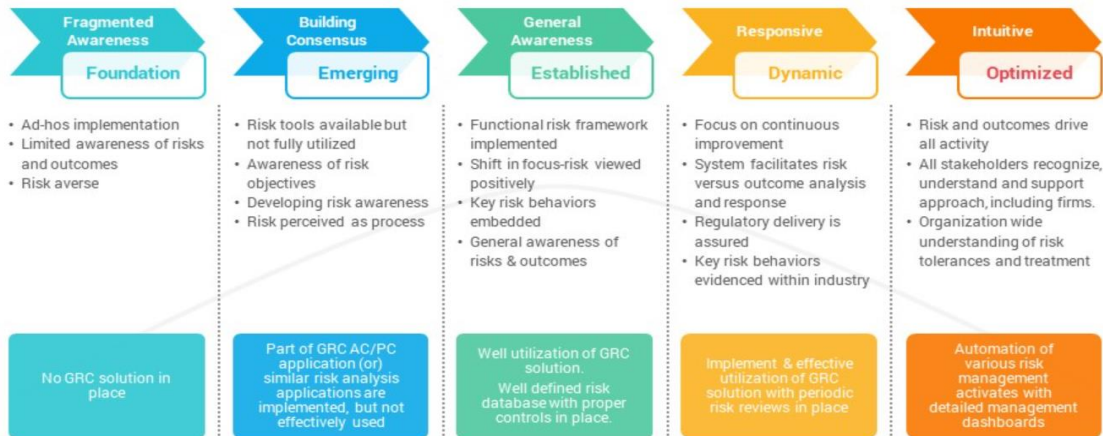 Fragmented
Awareness
Foundation
• Ad-hos implementation
• Limited awareness of risks
and outcomes
• Risk averse
No GRC solution in
place
Building
Consensus
Emerging
• Risk tools available but
not fully utilized
• Awareness of risk
objectives
• Developing risk awareness
• Risk perceived as process
Part of GRC AC/PC
application (or)
similar risk analysis
applications are
implemented, but not
effectively used
General
Awareness
Established
• Functional risk framework
implemented
• Shift in focus-risk viewed
positively
• Key risk behaviors
embedded
• General awareness of
risks & outcomes
Well utilization of GRC
solution.
Well defined risk
database with proper
controls in place.
Responsive
Dynamic
• Focus on continuous
improvement
• System facilitates risk
versus outcome analysis
and response
• Regulatory delivery is
assured
• Key risk behaviors
evidenced within industry
Implement & effective
utilization of GRC
solution with periodic
risk reviews in place
Intuitive
Optimized
• Risk and outcomes drive
all activity
• All stakeholders recognize,
understand and support
approach, including firms.
• Organization wide
understanding of risk
tolerances and treatment
Automation of
various risk
management
activates with
detailed management
dashboards